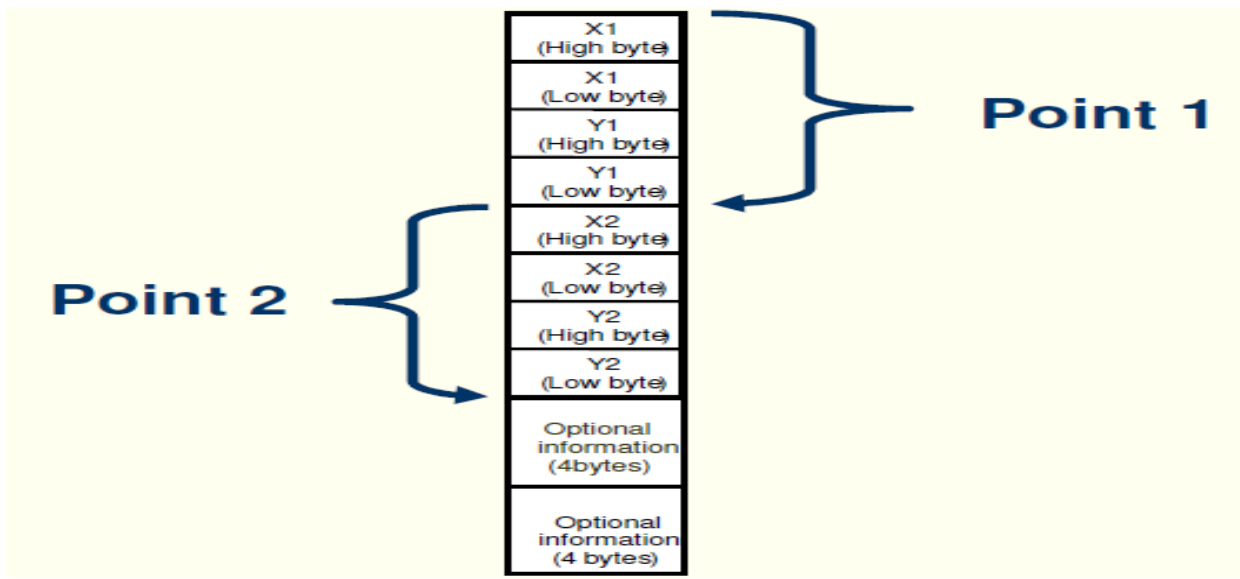 X1
(High byte)
X1
(Low byte)
Y1
(High byte)
Y1
(Low byte)
X2
(High byte)
X2
(Low byte)
Y2
(High byte)
Y2
(Low byte)
Optional
information
(4bytes)
Optional
information
(4 bytes)
Point 1
Point 2